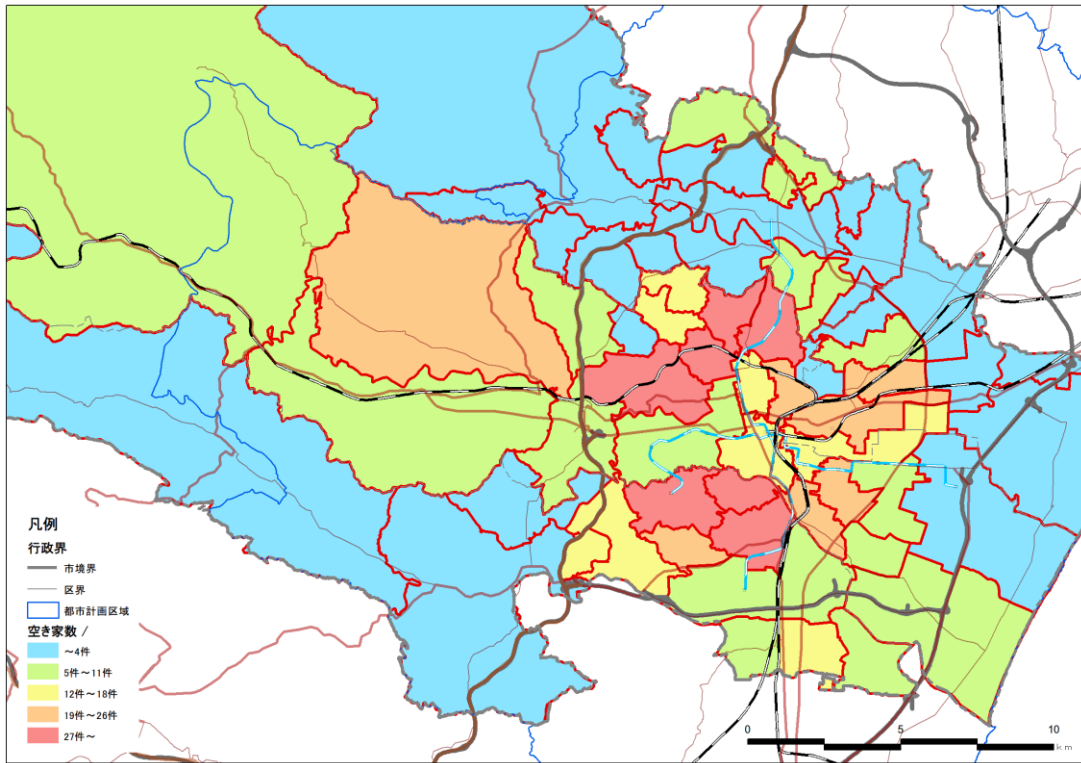 凡例
行政界
市境界
区界
都市計画区域
空き家数 /
～4件
5件～11件
12件～18件
19件～26件
27件～
0 5 10
km